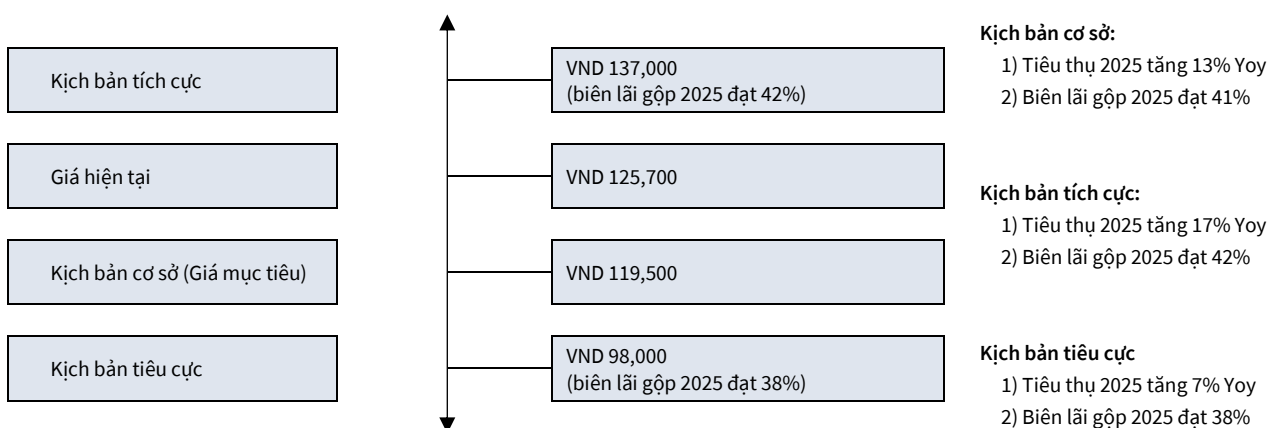 Kịch bản tích cực
VND 137,000
(biên lãi gộp 2025 đạt 42%)
Giá hiện tại
VND 125,700
Kịch bản cơ sở (Giá mục tiêu)
VND 119,500
Kịch bản tiêu cực
VND 98,000
(biên lãi gộp 2025 đạt 38%)
Kịch bản cơ sở:
1) Tiêu thụ 2025 tăng 13% Yoy
2) Biên lãi gộp 2025 đạt 41%
Kịch bản tích cực:
1) Tiêu thụ 2025 tăng 17% Yoy
2) Biên lãi gộp 2025 đạt 42%
Kịch bản tiêu cực
1) Tiêu thụ 2025 tăng 7% Yoy
2) Biên lãi gộp 2025 đạt 38%